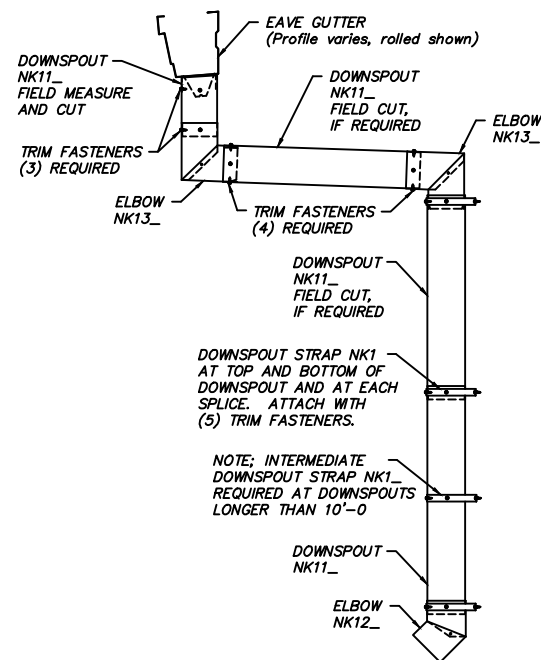 EAVE GUTTER
(Profile varies, rolled shown)
DOWNSPOUT
NK11_
FIELD MEASURE
AND CUT
DOWNSPOUT
NK11_
FIELD CUT,
IF REQUIRED
ELBOW
NK13_
TRIM FASTENERS
(3) REQUIRED
ELBOW
NK13_
TRIM FASTENERS
(4) REQUIRED
DOWNSPOUT
NK11_
FIELD CUT,
IF REQUIRED
DOWNSPOUT STRAP NK1
AT TOP AND BOTTOM OF
DOWNSPOUT AND AT EACH
SPLICE. ATTACH WITH
(5) TRIM FASTENERS.
NOTE; INTERMEDIATE
DOWNSPOUT STRAP NK1_
REQUIRED AT DOWNSPOUTS
LONGER THAN 10'-0
DOWNSPOUT
NK11_
ELBOW
NK12_